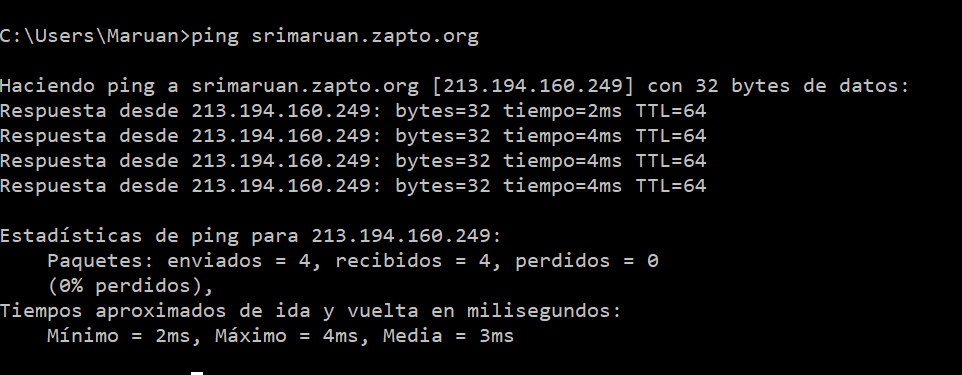 C:\Users\Maruan>ping srimaruan.zapto.org
Haciendo ping a srimaruan.zapto.org [213.194.160.249] con 32 bytes de datos:
Respuesta desde 213.194.160.249: bytes=32 tiempo=2ms TTL=64
Respuesta desde 213.194.160.249: bytes=32 tiempo=4ms TTL=64
Respuesta desde 213.194.160.249: bytes=32 tiempo=4ms TTL=64
Respuesta desde 213.194.160.249: bytes=32 tiempo=4ms TTL=64
Estadísticas de ping para 213.194.160.249:
    Paquetes: enviados = 4, recibidos = 4, perdidos = 0
    (0% perdidos),
Tiempos aproximados de ida y vuelta en milisegundos:
    Mínimo = 2ms, Máximo = 4ms, Media = 3ms